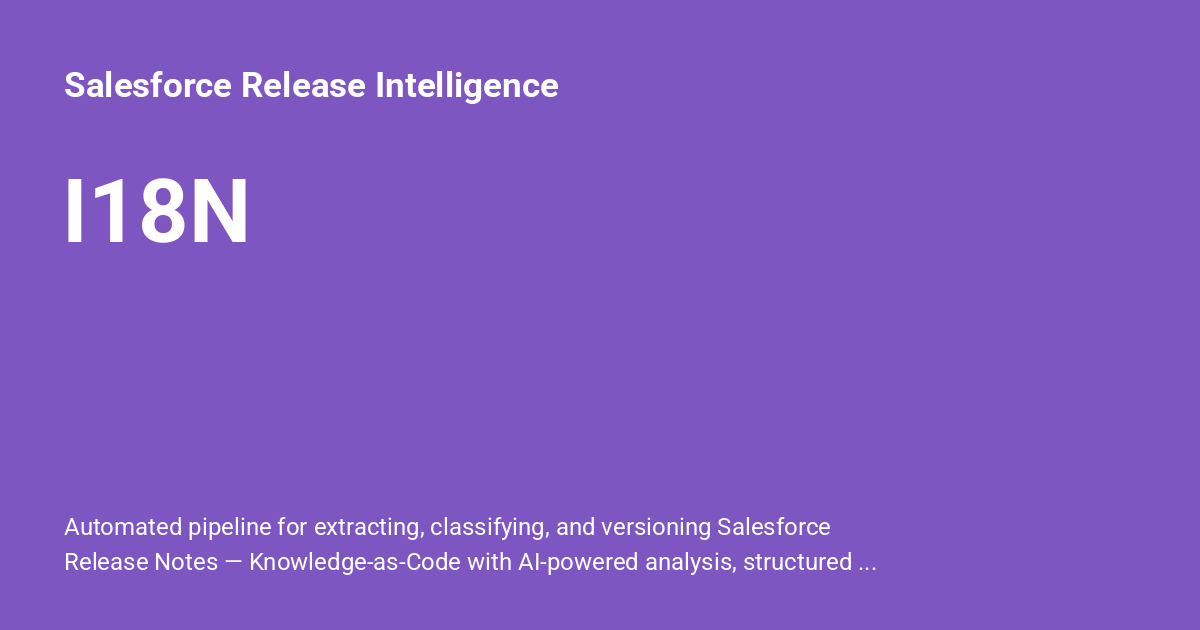 Salesforce Release Intelligence
I18N
Automated pipeline for extracting, classifying, and versioning Salesforce
Release Notes — Knowledge-as-Code with AI-powered analysis, structured ...